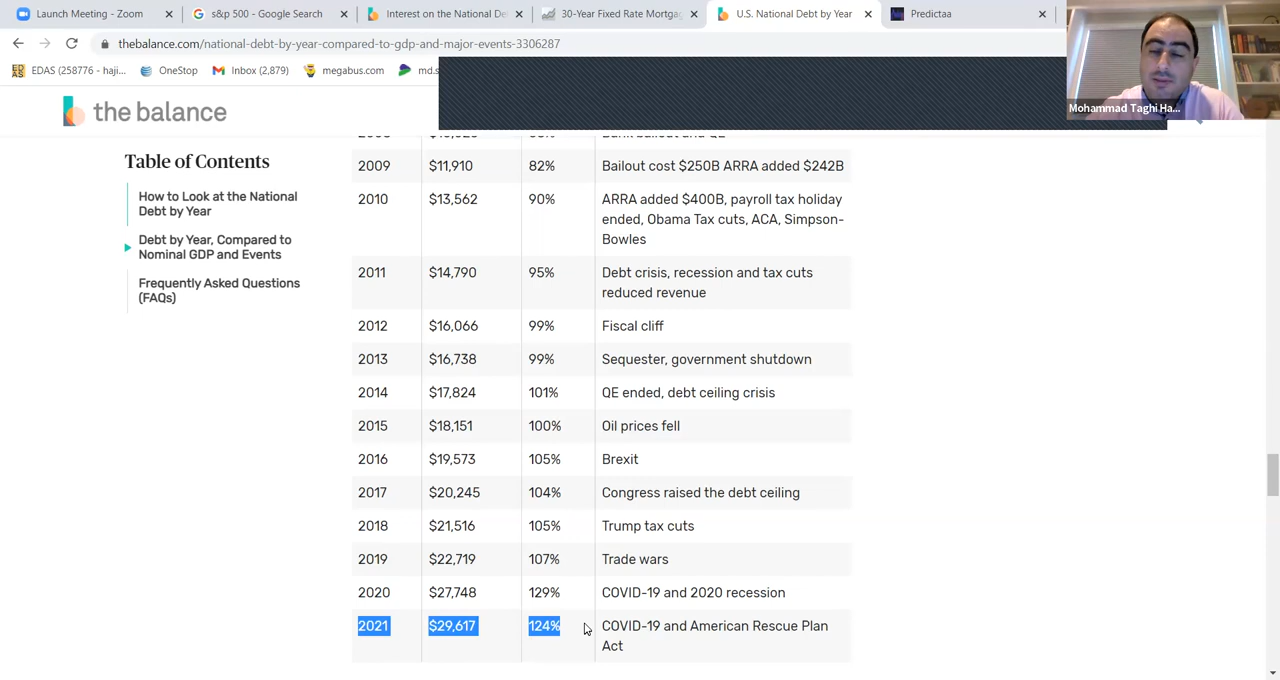 Launch Meeting - Zoom
s&p 500 - Google Search
Interest on the National De
30-Year Fixed Rate Mortgag
U.S. National Debt by Year
Predictaa
thebalance.com/national-debt-by-year-compared-to-gdp-and-major-events-3306287
EDAS (258776 - haji...
OneStop
Inbox (2,879)
megabus.com
md.s
Mohammad Taghi Ha...
the balance
Table of Contents
How to Look at the National
Debt by Year
Debt by Year, Compared to
Nominal GDP and Events
Frequently Asked Questions
(FAQs)
2009 $11,910 82% Bailout cost $250B ARRA added $242B
2010 $13,562 90% ARRA added $400B, payroll tax holiday
ended, Obama Tax cuts, ACA, Simpson-
Bowles
2011 $14,790 95% Debt crisis, recession and tax cuts
reduced revenue
2012 $16,066 99% Fiscal cliff
2013 $16,738 99% Sequester, government shutdown
2014 $17,824 101% QE ended, debt ceiling crisis
2015 $18,151 100% Oil prices fell
2016 $19,573 105% Brexit
2017 $20,245 104% Congress raised the debt ceiling
2018 $21,516 105% Trump tax cuts
2019 $22,719 107% Trade wars
2020 $27,748 129% COVID-19 and 2020 recession
2021 $29,617 124% COVID-19 and American Rescue Plan
Act